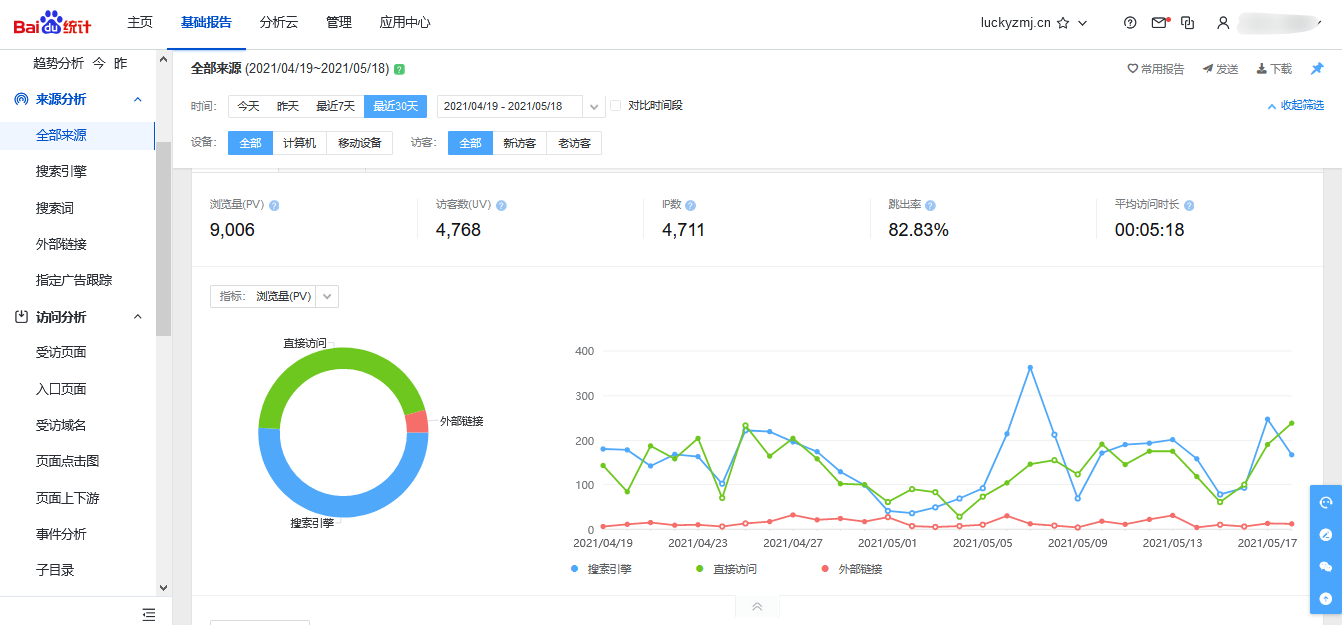 Bai du 统计 主页 基础报告 分析云 管理 应用中心 luckyzmj.cn
趋势分析 今 昨
来源分析
全部来源
搜索引擎
搜索词
外部链接
指定广告跟踪
访问分析
受访页面
入口页面
受访域名
页面点击图
页面上下游
事件分析
子目录
全部来源 (2021/04/19~2021/05/18) ? 常用报告 发送 下载
时间: 今天 昨天 最近7天 最近30天 2021/04/19 - 2021/05/18 对比时间段 收起筛选
设备: 全部 计算机 移动设备 访客: 全部 新访客 老访客
浏览量(PV) ? 访客数(UV) ? IP数 ? 跳出率 ? 平均访问时长 ?
9,006 4,768 4,711 82.83% 00:05:18
指标: 浏览量(PV)
直接访问
外部链接
搜索引擎
400
300
200
100
0
2021/04/19 2021/04/23 2021/04/27 2021/05/01 2021/05/05 2021/05/09 2021/05/13 2021/05/17
搜索引擎 直接访问 外部链接